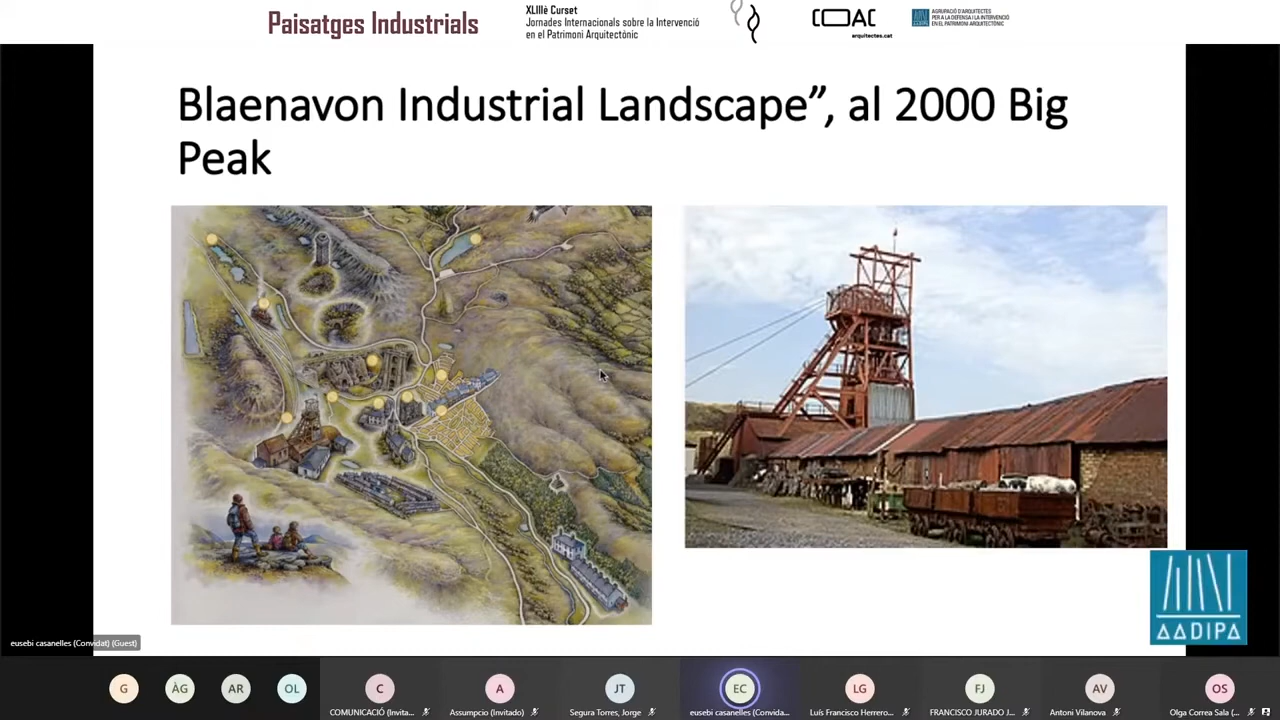 Paisatges Industrials
XLIIIè Curset
Jornades Internacionals sobre la Intervenció
en el Patrimoni Arquitectònic
COAC
arquitectes.cat
AGRUPACIÓ D'ARQUITECTES
PER A LA DEFENSA I LA INTERVENCIÓ
EN EL PATRIMONI ARQUITECTÒNIC
Blaenavon Industrial Landscape”, al 2000 Big
Peak
AADIPA
eusebi casanelles (Convidat) (Guest)
G
ÀG
AR
OL
C
A
JT
EC
LG
FJ
AV
OS
COMUNICACIÓ (Invita...
Assumpcio (Invitado)
Segura Torres, Jorge
eusebi casanelles (Convida...
Luís Francisco Herrero...
FRANCISCO JURADO J...
Antoni Vilanova
Olga Correa Sala (...